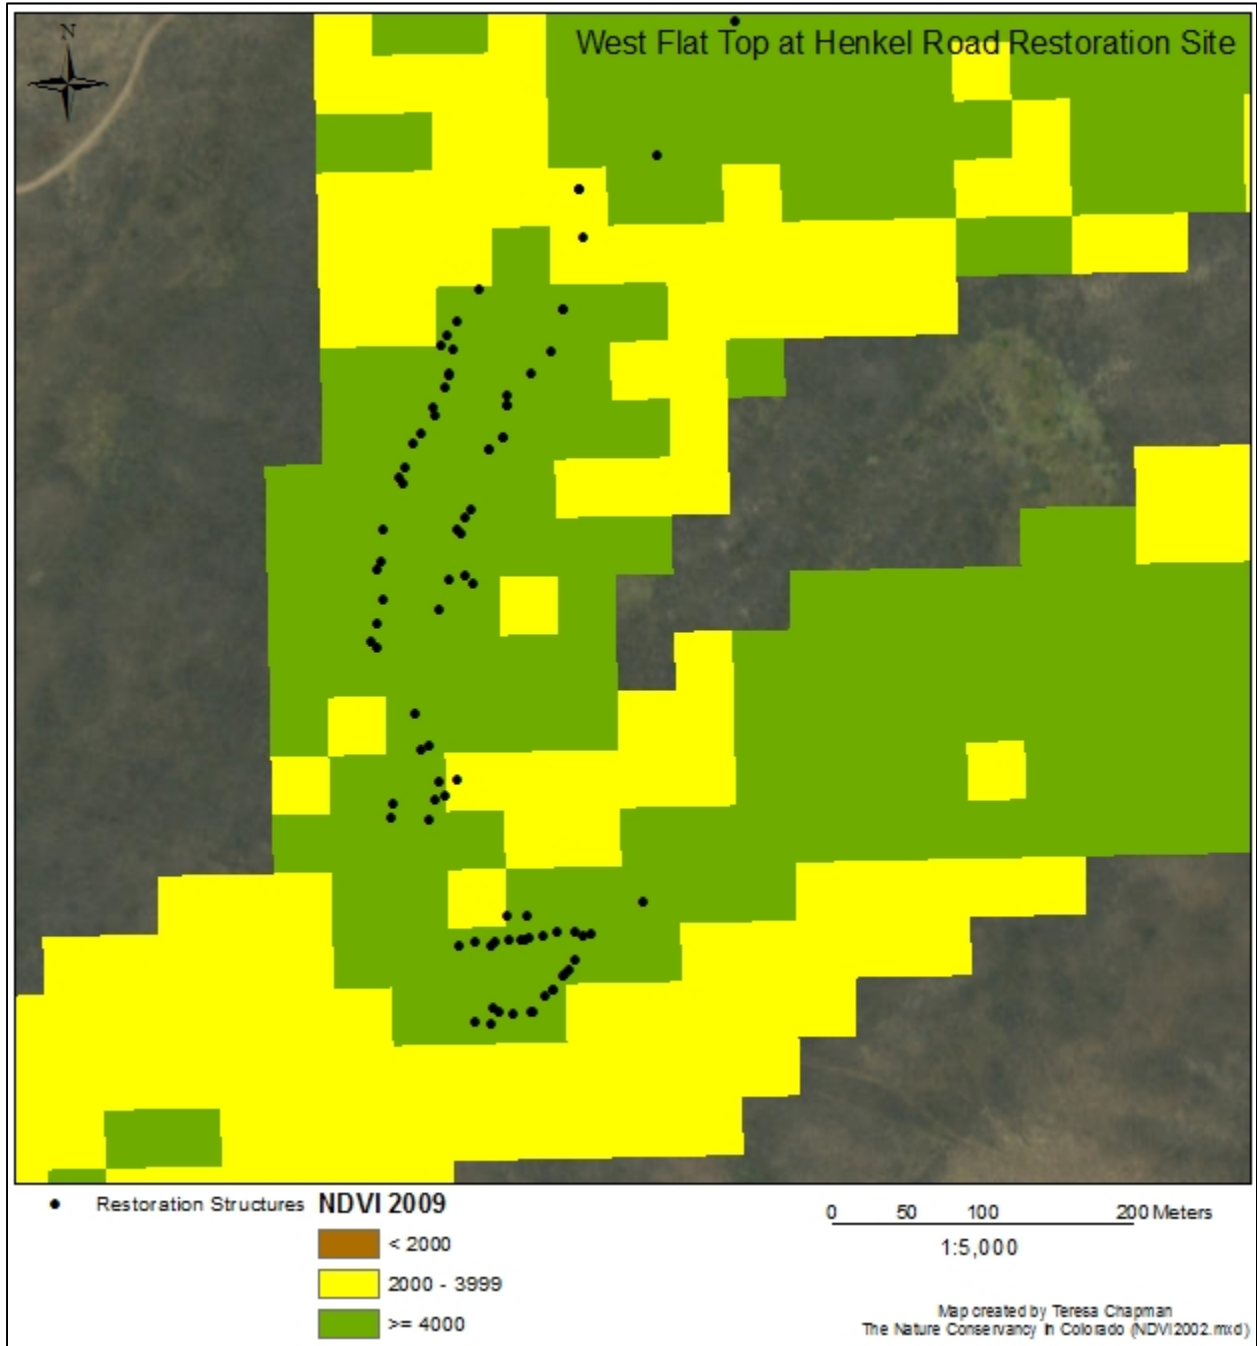 N
West Flat Top at Henkel Road Restoration Site
Restoration Structures
NDVI 2009
< 2000
2000 - 3999
>= 4000
0 50 100 200 Meters
1:5,000
Map created by Teresa Chapman
The Nature Conservancy in Colorado (NDVI2002.mxd)